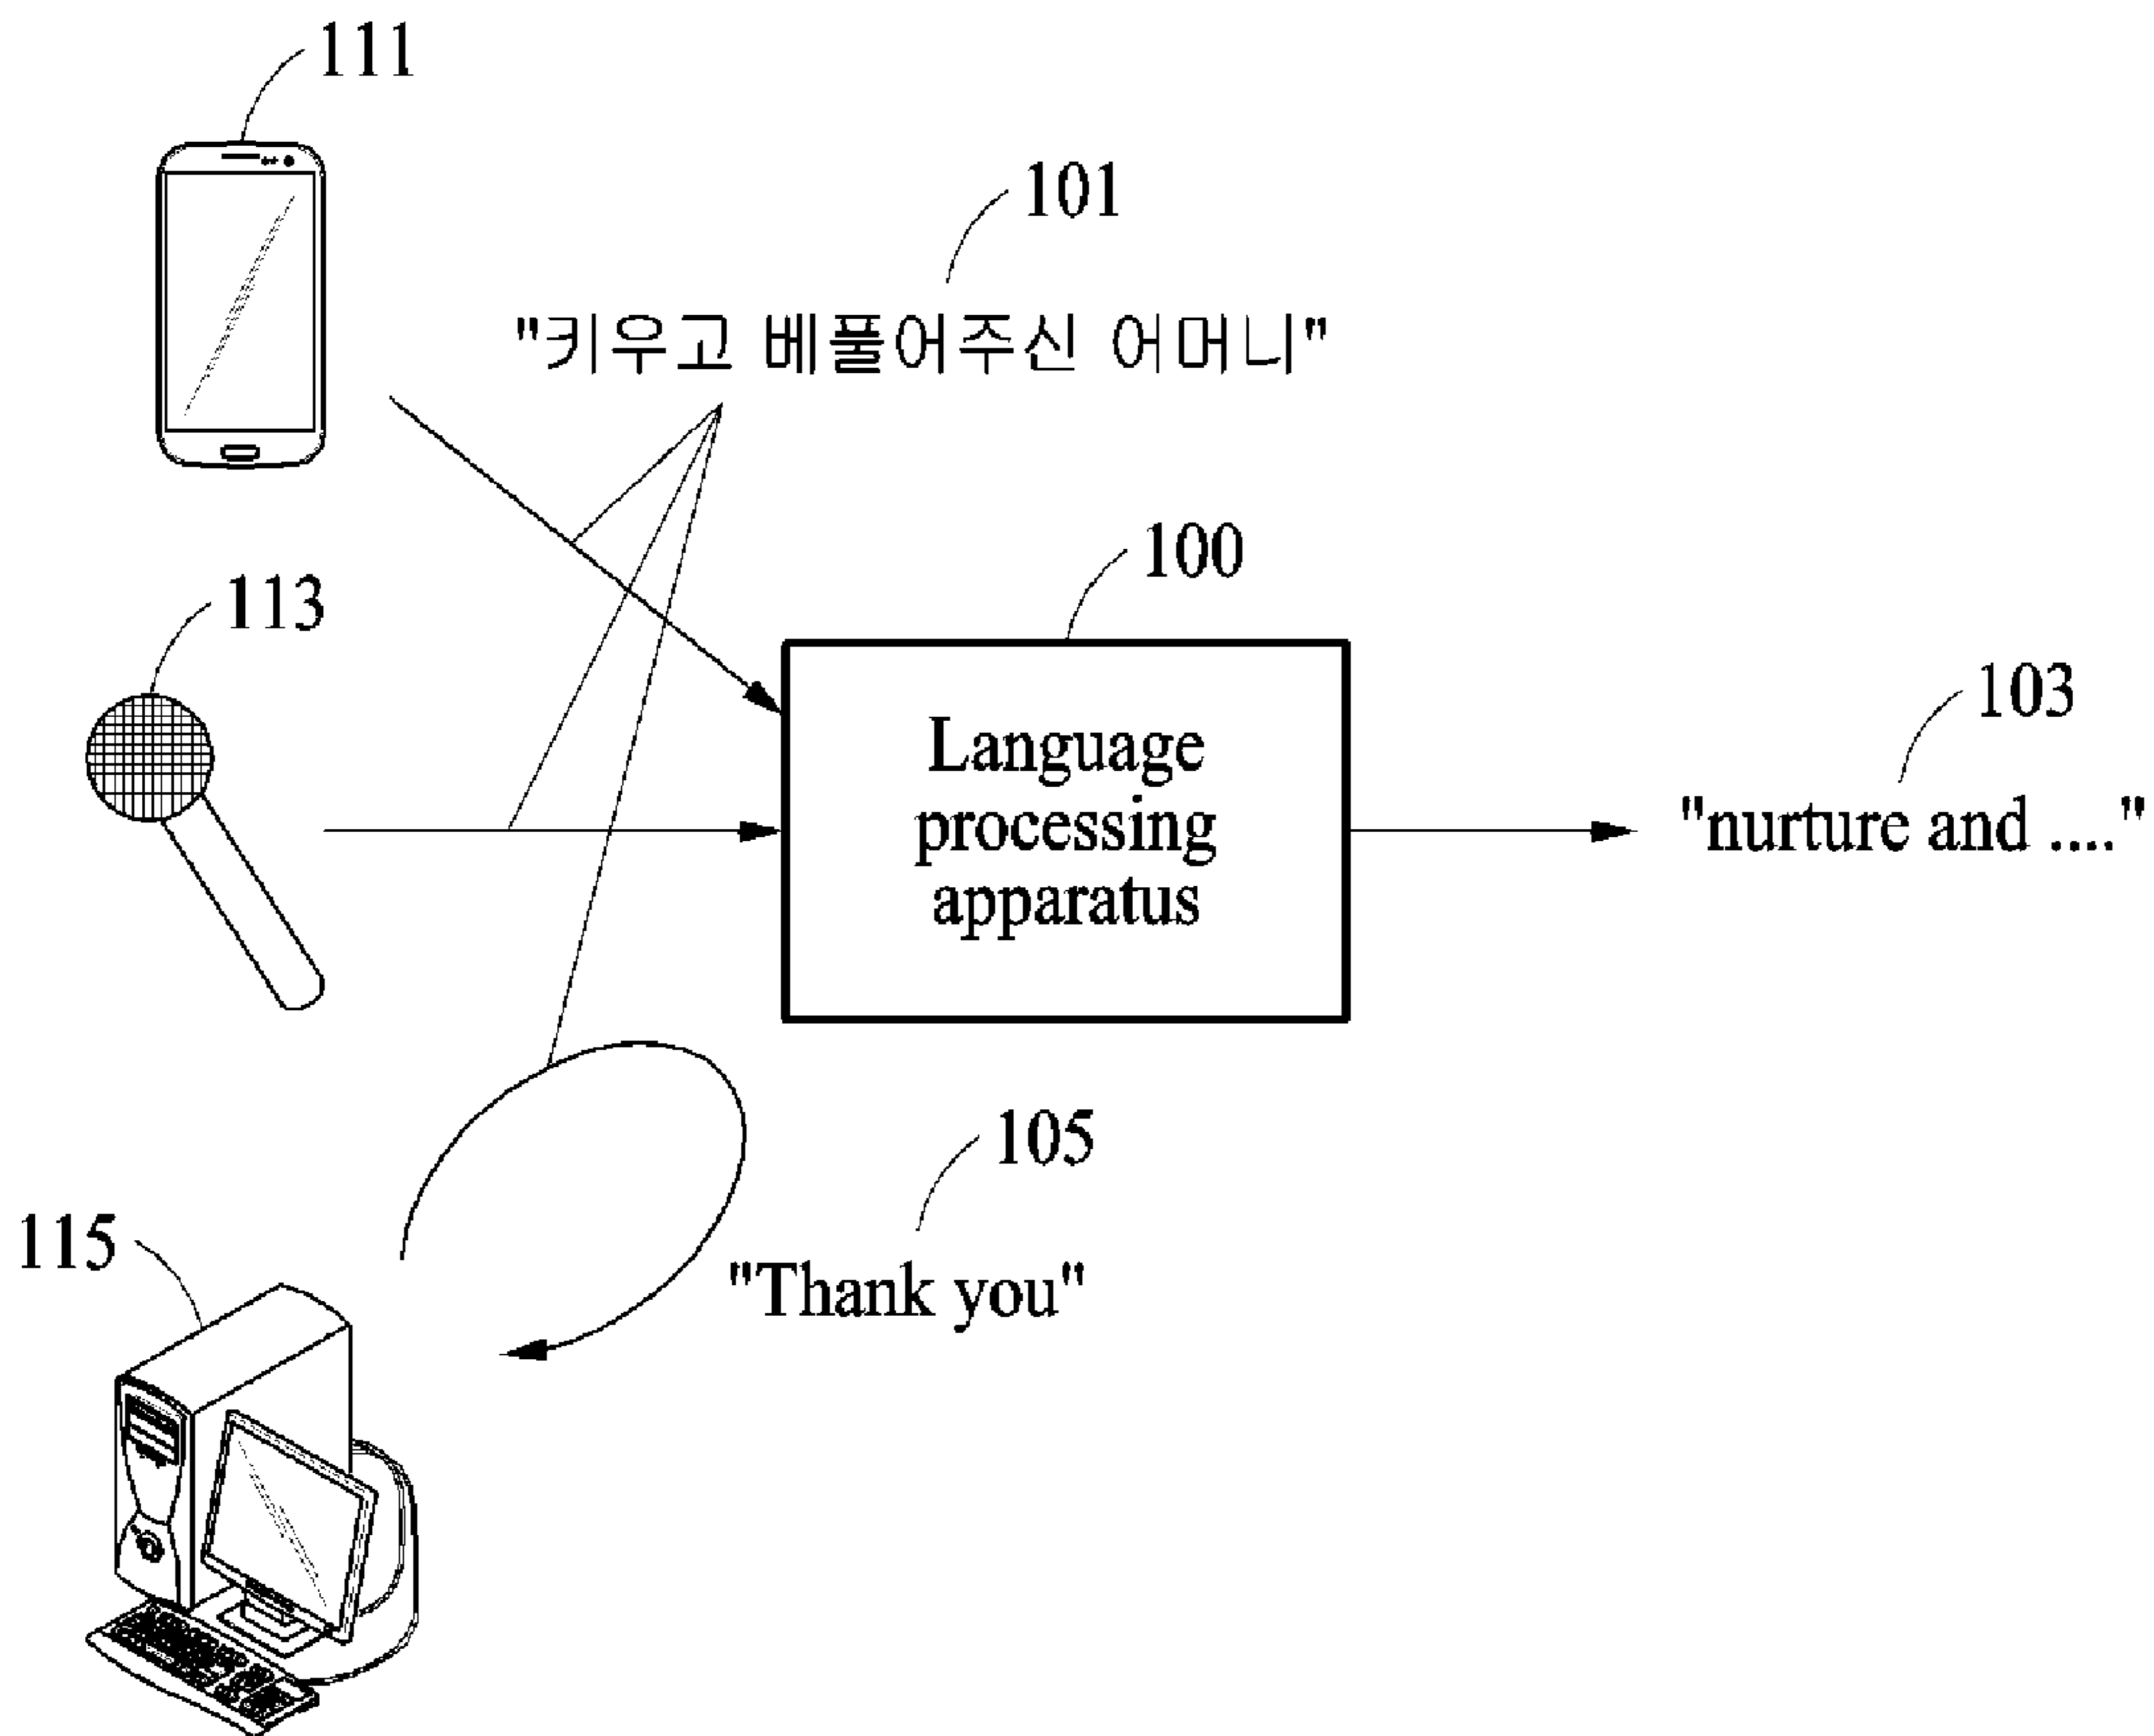 111
101
"키우고 베풀어주신 어머니"
100
113
103
Language
processing
apparatus
"nurture and ...."
105
115
"Thank you"